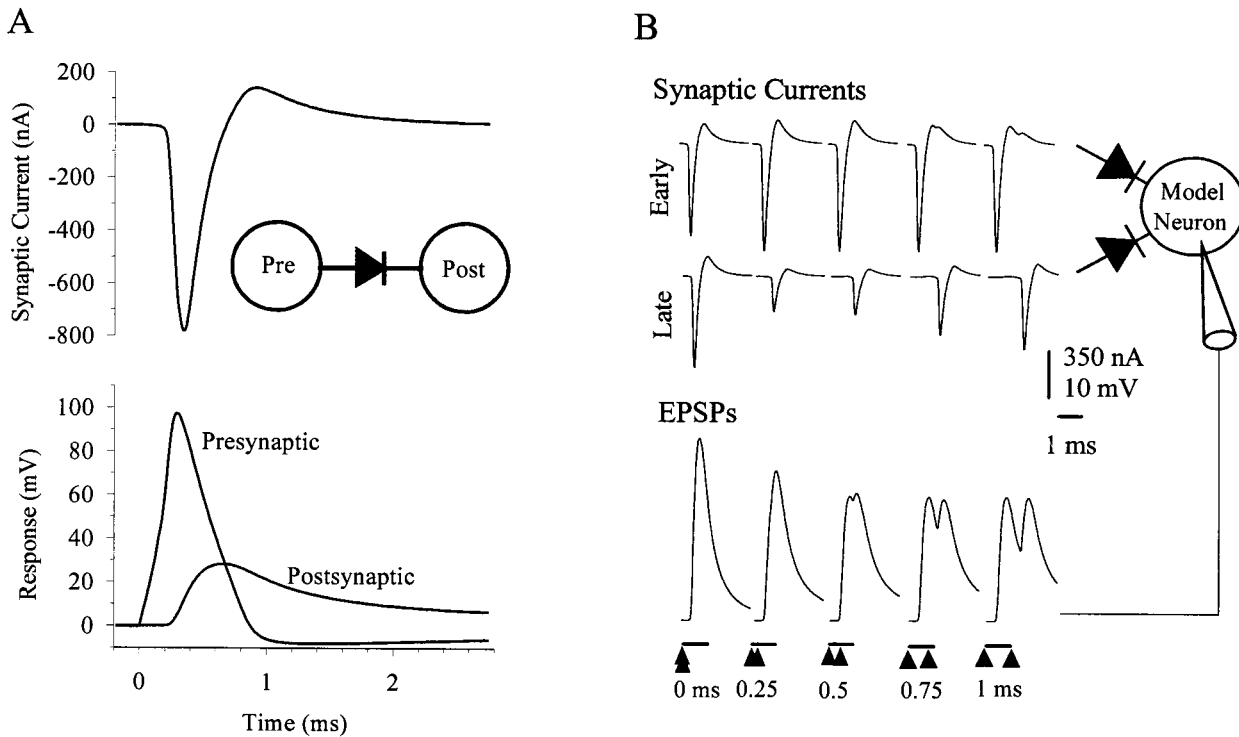 A
200
0
-200
-400
-600
-800
Synaptic Current (nA)
Pre
Post
100
80
60
40
20
0
Response (mV)
Presynaptic
Postsynaptic
0
1
2
Time (ms)
B
Synaptic Currents
Early
Late
Model
Neuron
350 nA
10 mV
1 ms
EPSPs
0 ms
0.25
0.5
0.75
1 ms